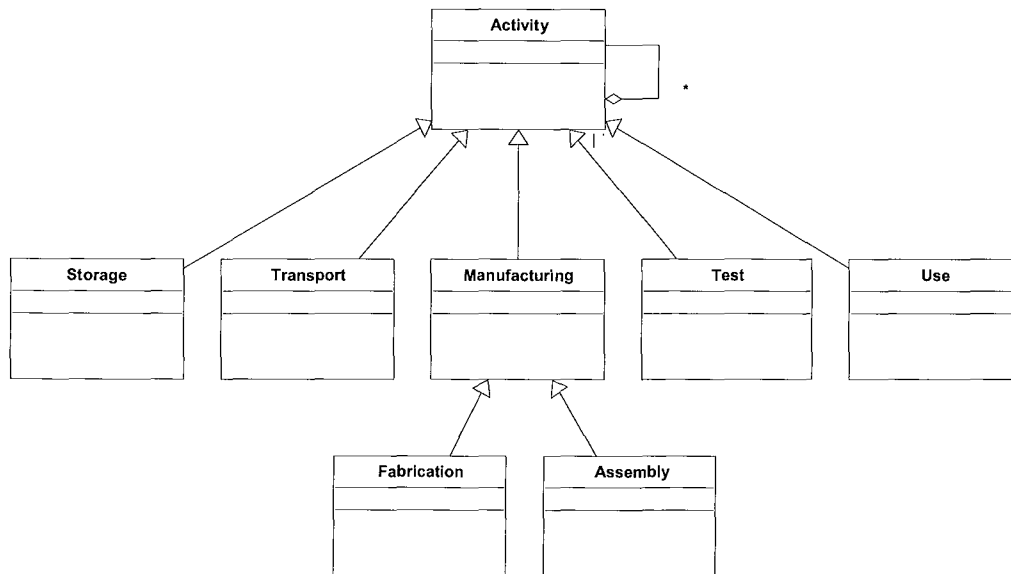 Activity
*
Storage
Transport
Manufacturing
Test
Use
Fabrication
Assembly